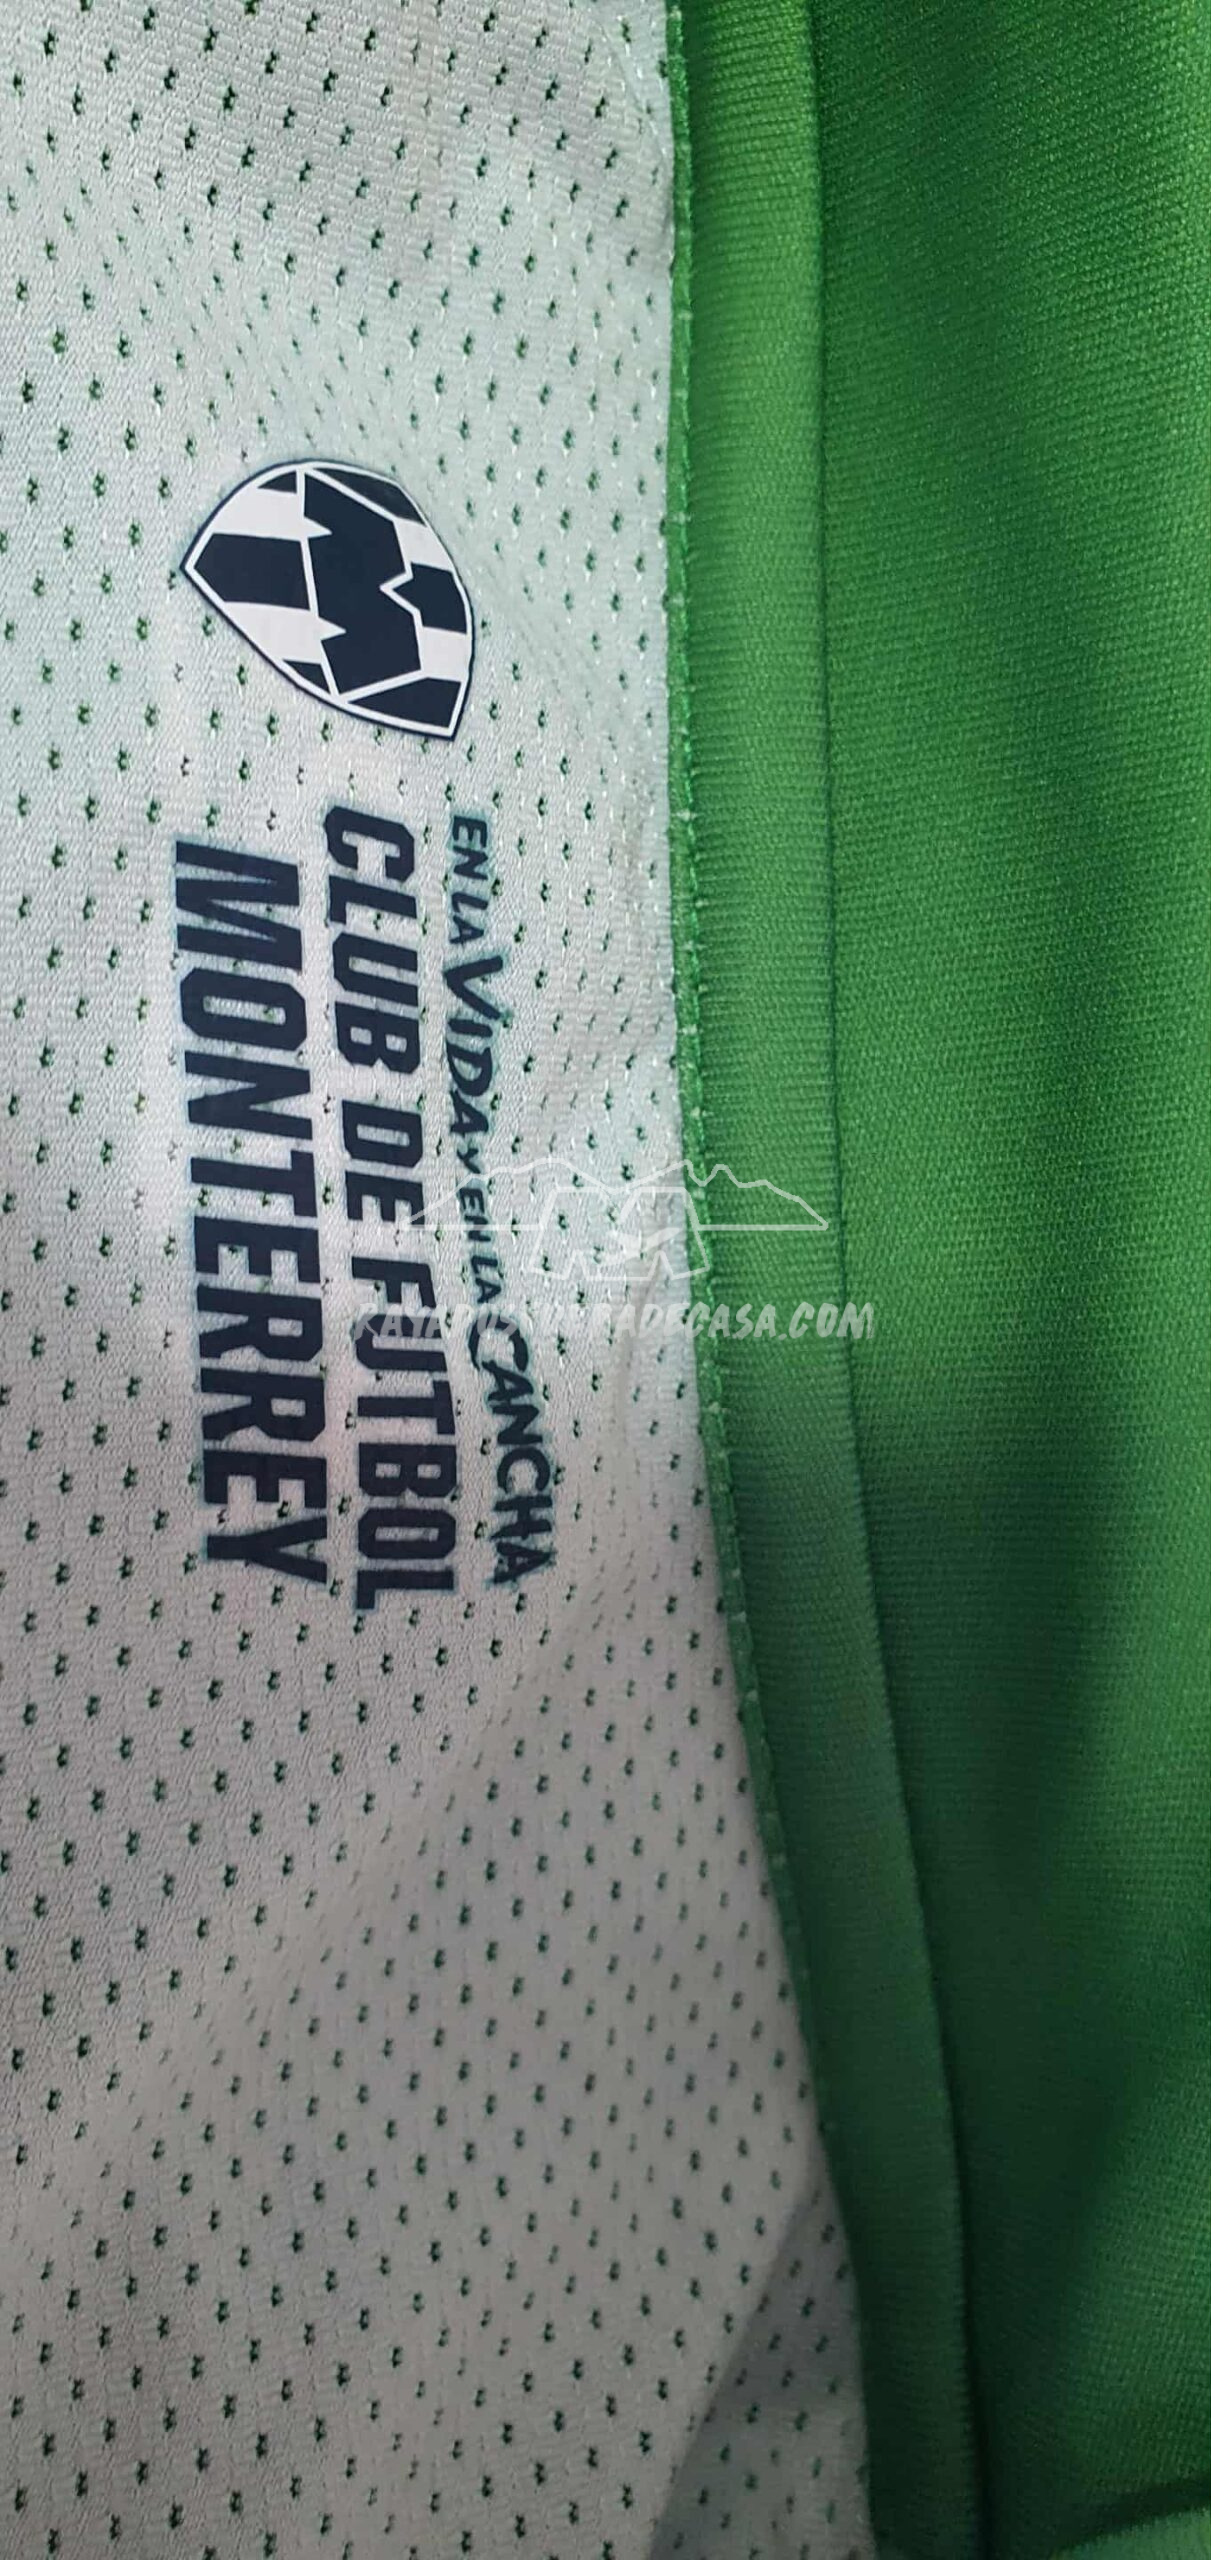 EN LA VIDA Y EN LA CANCHA
CLUB DE FUTBOL
MONTERREY